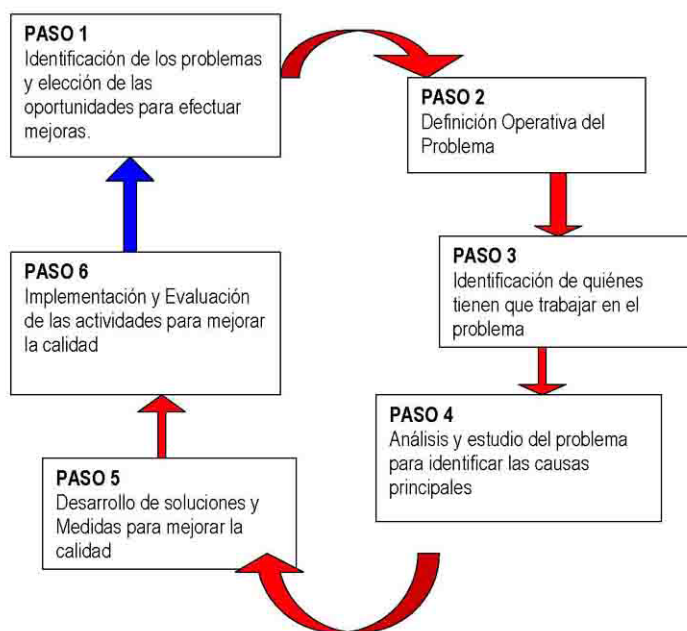 PASO 1
Identificación de los problemas
y elección de las
oportunidades para efectuar
mejoras.
PASO 2
Definición Operativa del
Problema
PASO 3
Identificación de quiénes
tienen que trabajar en el
problema
PASO 4
Análisis y estudio del problema
para identificar las causas
principales
PASO 5
Desarrollo de soluciones y
Medidas para mejorar la
calidad
PASO 6
Implementación y Evaluación
de las actividades para mejorar
la calidad